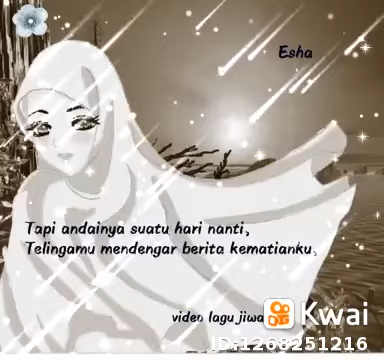 Esha
Tapi andainya suatu hari nanti,
Telingamu mendengar berita kematianku,
video lagu jiwa
Kwai
ID:1268251216